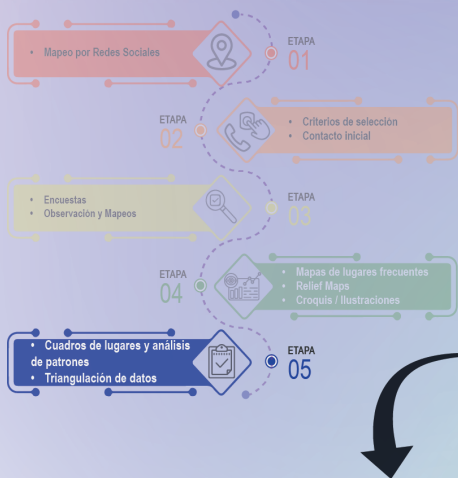 • Mapeo por Redes Sociales
ETAPA
01
ETAPA
02
• Criterios de selección
• Contacto inicial
• Encuestas
• Observación y Mapeos
ETAPA
03
ETAPA
04
• Mapas de lugares frecuentes
• Relief Maps
• Croquis / Ilustraciones
• Cuadros de lugares y análisis
de patrones
• Triangulación de datos
ETAPA
05